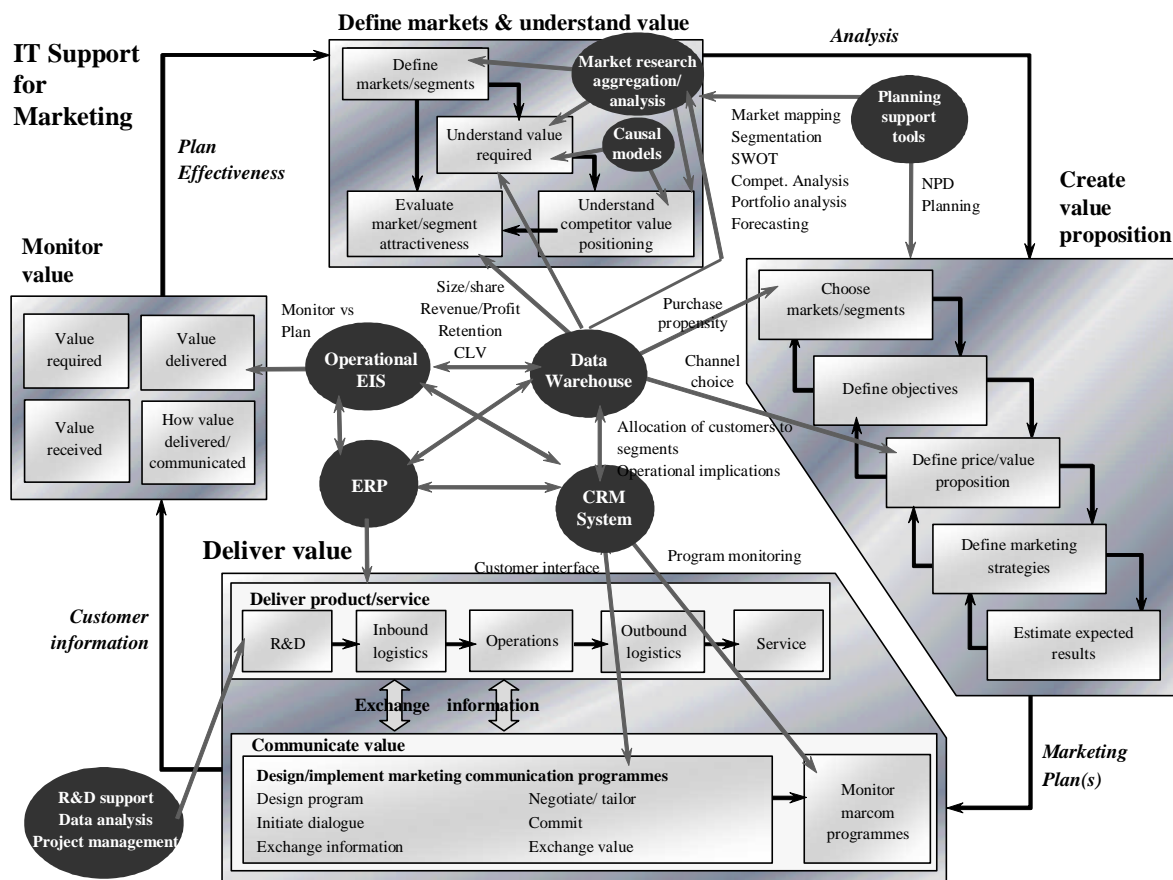 IT Support
for
Marketing
Define markets & understand value
Analysis
Define
markets/segments
Market research
aggregation/
analysis
Understand value
required
Causal
models
Evaluate
market/segment
attractiveness
Understand
competitor value
positioning
Planning
support
tools
Market mapping
Segmentation
SWOT
Compet. Analysis
Portfolio analysis
Forecasting
NPD
Planning
Plan
Effectiveness
Create
value
proposition
Monitor
value
Value
required
Value
delivered
Value
received
How value
delivered/
communicated
Monitor vs
Plan
Size/share
Revenue/Profit
Retention
CLV
Operational
EIS
Data
Warehouse
Purchase
propensity
Channel
choice
Allocation of customers to
segments
Operational implications
ERP
CRM
System
Choose
markets/segments
Define objectives
Define price/value
proposition
Define marketing
strategies
Estimate expected
results
Deliver value
Customer interface
Program monitoring
Customer
information
Deliver product/service
R&D
Inbound
logistics
Operations
Outbound
logistics
Service
Exchange information
Communicate value
Design/implement marketing communication programmes
Design program
Initiate dialogue
Exchange information
Negotiate/ tailor
Commit
Exchange value
Monitor
marcom
programmes
Marketing
Plan(s)
R&D support
Data analysis
Project management